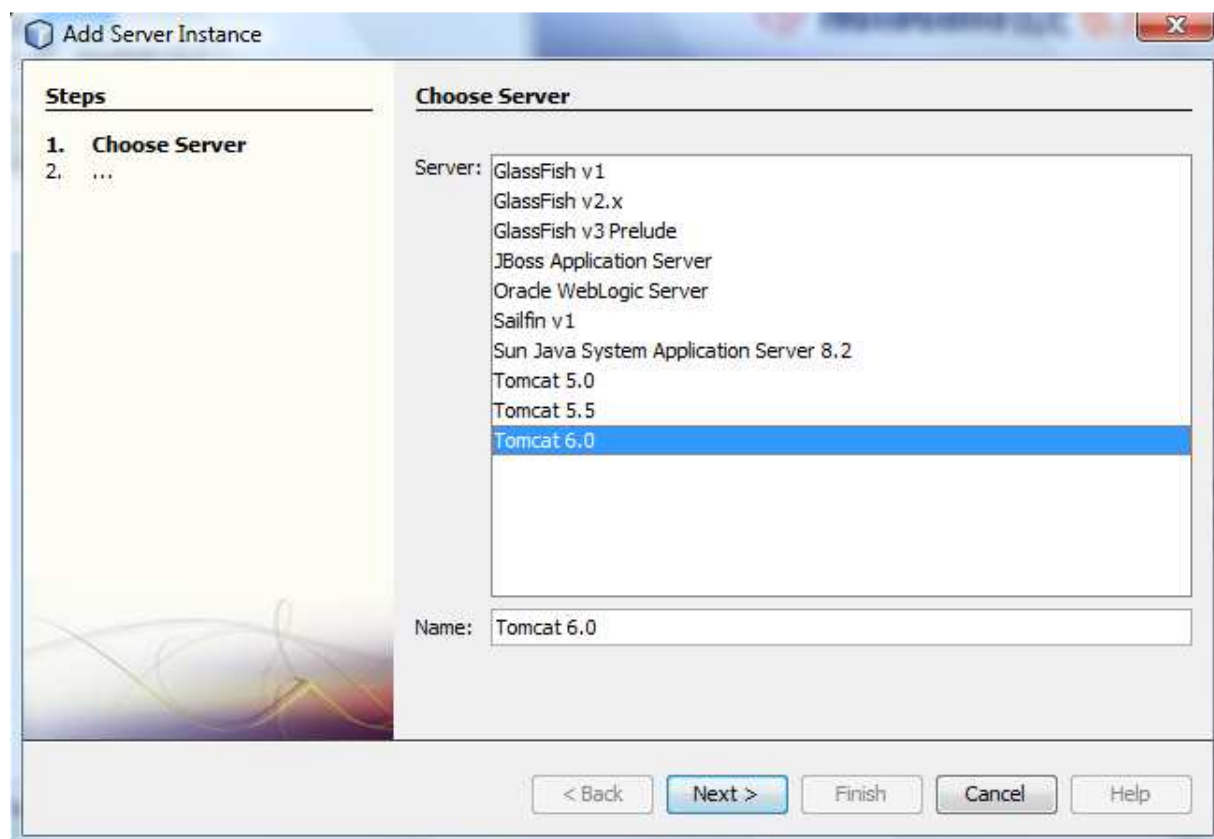 Add Server Instance
Steps
1. Choose Server
2. ...
Choose Server
Server:
GlassFish v1
GlassFish v2.x
GlassFish v3 Prelude
JBoss Application Server
Oracle WebLogic Server
Sailfin v1
Sun Java System Application Server 8.2
Tomcat 5.0
Tomcat 5.5
Tomcat 6.0
Name: Tomcat 6.0
< Back Next > Finish Cancel Help